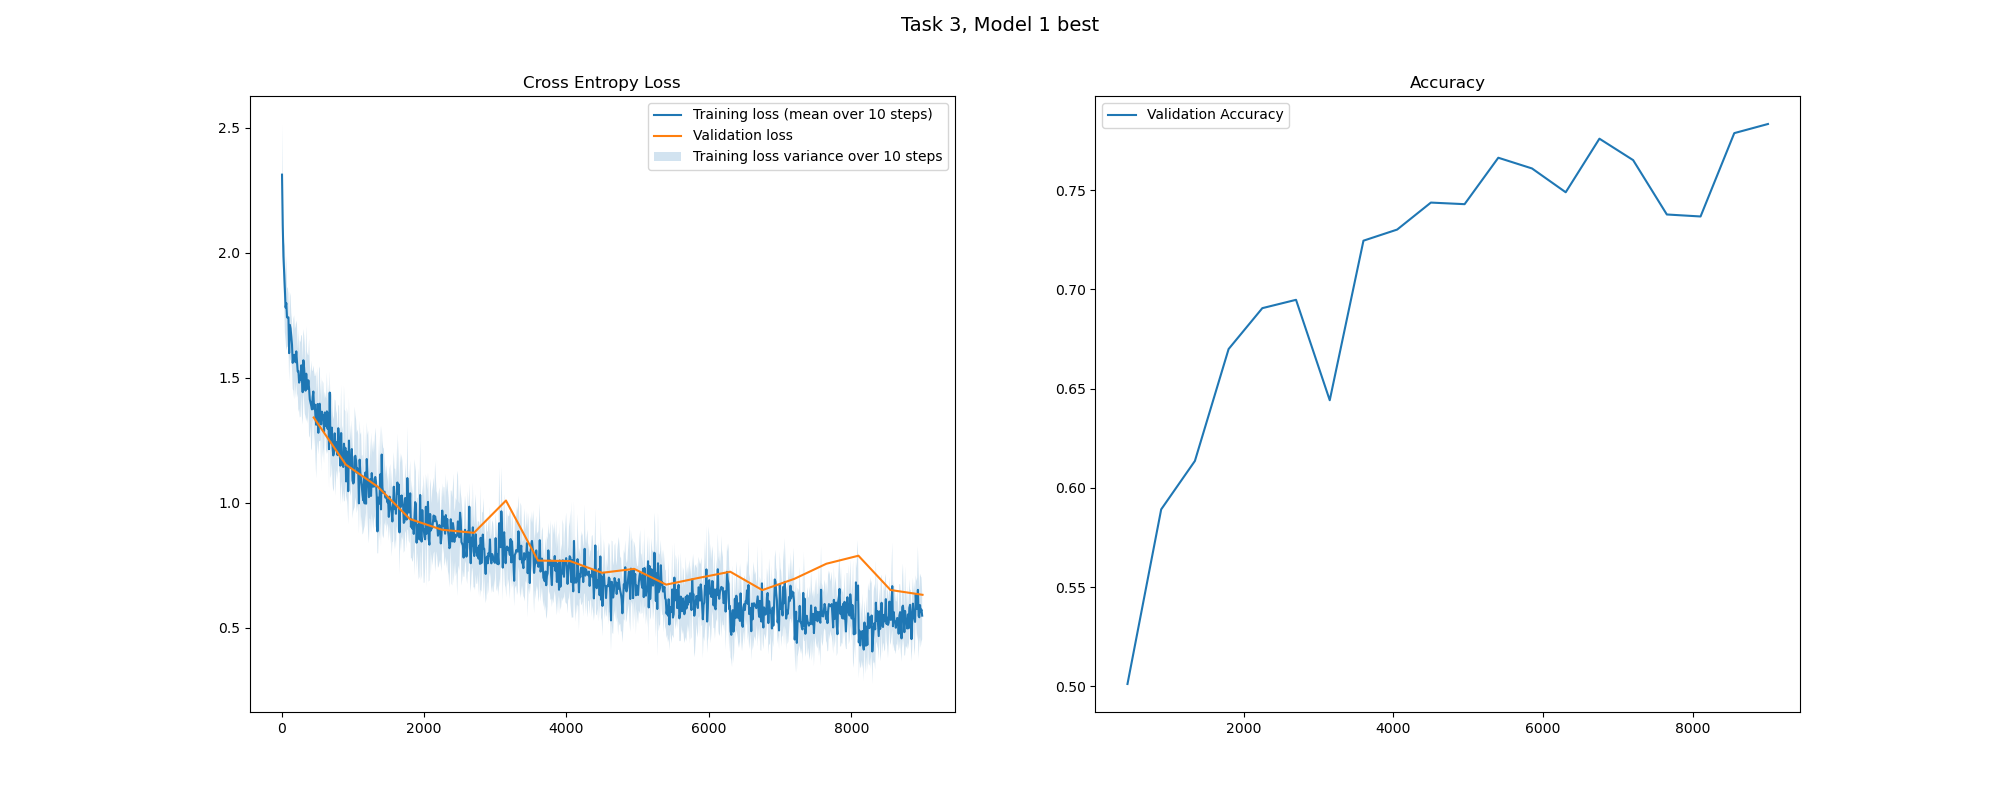 Task 3, Model 1 best
Cross Entropy Loss
Training loss (mean over 10 steps)
Validation loss
Training loss variance over 10 steps
2.5
2.0
1.5
1.0
0.5
0 2000 4000 6000 8000
Accuracy
Validation Accuracy
0.75
0.70
0.65
0.60
0.55
0.50
2000 4000 6000 8000